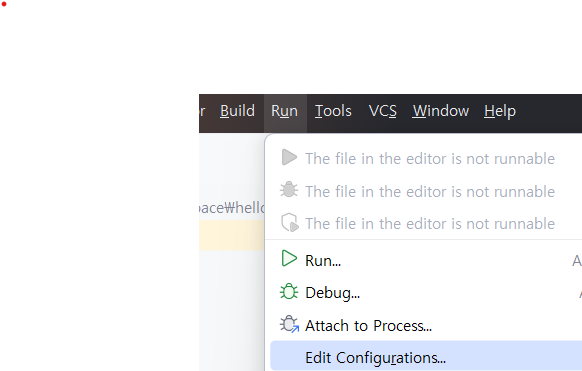 or Build Run Tools VCS Window Help
The file in the editor is not runnable
The file in the editor is not runnable
pace₩hello
The file in the editor is not runnable
Run... A
Debug... A
Attach to Process...
Edit Configurations...